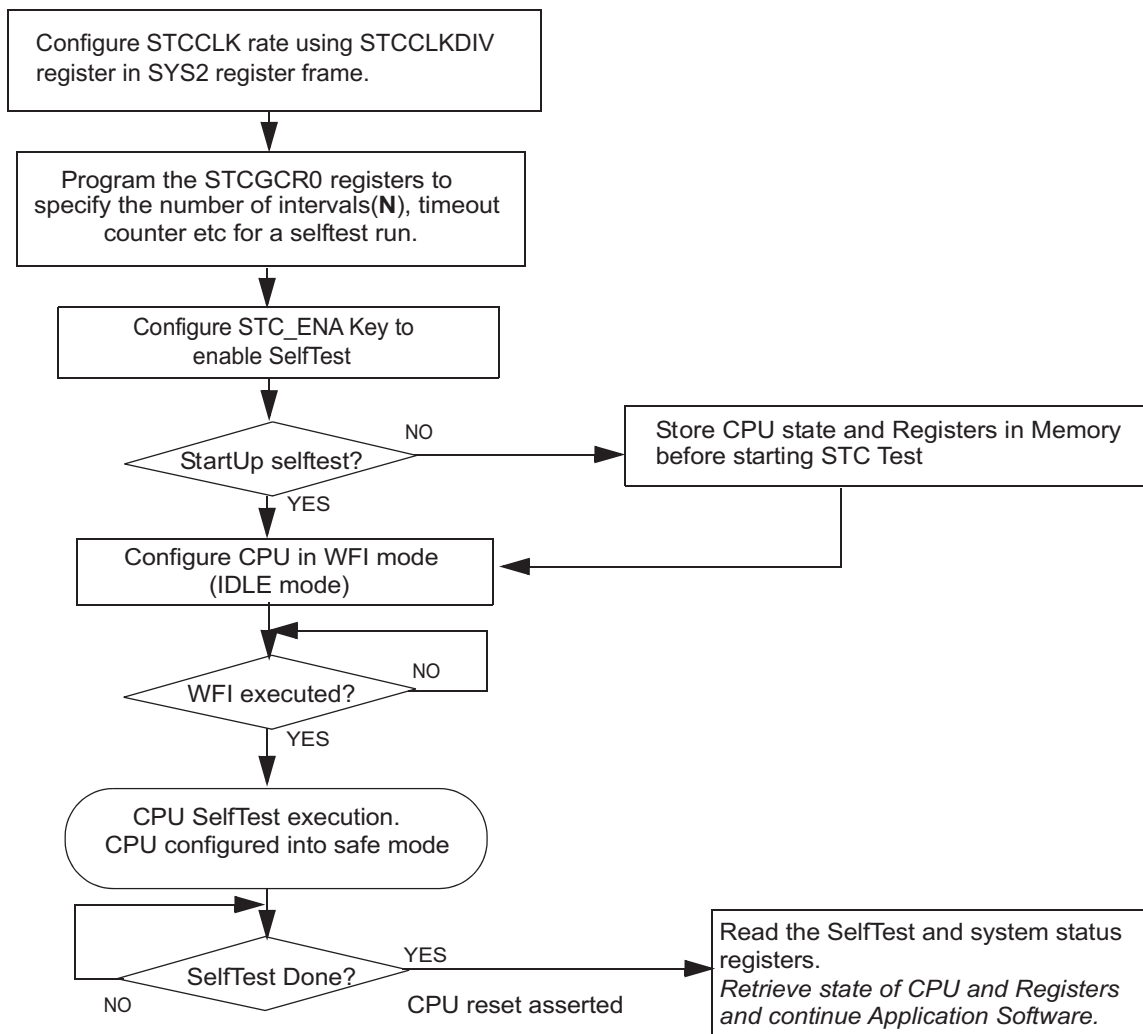 Configure STCCLK rate using STCCLKDIV
register in SYS2 register frame.
Program the STCGCR0 registers to
specify the number of intervals(N), timeout
counter etc for a selftest run.
Configure STC_ENA Key to
enable SelfTest
StartUp selftest?
NO
Store CPU state and Registers in Memory
before starting STC Test
YES
Configure CPU in WFI mode
(IDLE mode)
WFI executed?
NO
YES
CPU SelfTest execution.
CPU configured into safe mode
SelfTest Done?
NO
YES
CPU reset asserted
Read the SelfTest and system status
registers.
Retrieve state of CPU and Registers
and continue Application Software.